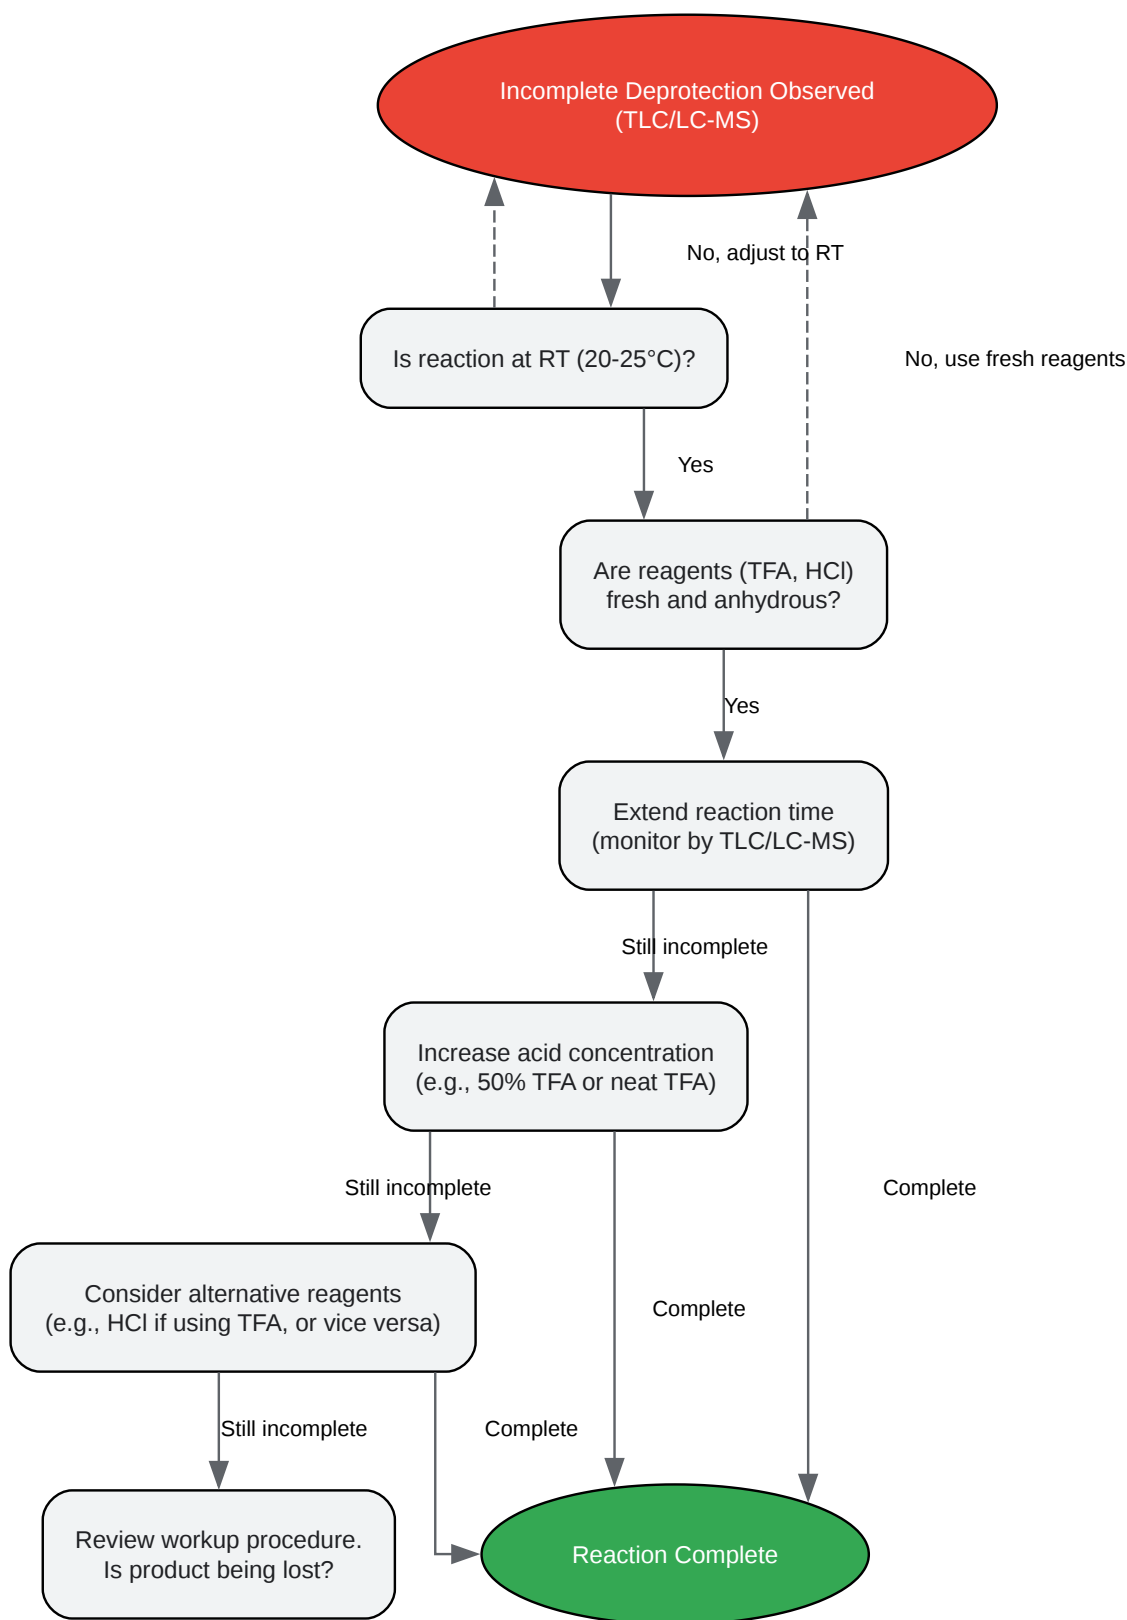 Incomplete Deprotection Observed
(TLC/LC-MS)
No, adjust to RT
Is reaction at RT (20-25°C)?
No, use fresh reagents
Yes
Are reagents (TFA, HCl)
fresh and anhydrous?
Yes
Extend reaction time
(monitor by TLC/LC-MS)
Still incomplete
Increase acid concentration
(e.g., 50% TFA or neat TFA)
Still incomplete
Complete
Consider alternative reagents
(e.g., HCl if using TFA, or vice versa)
Complete
Still incomplete
Complete
Review workup procedure.
Is product being lost?
Reaction Complete